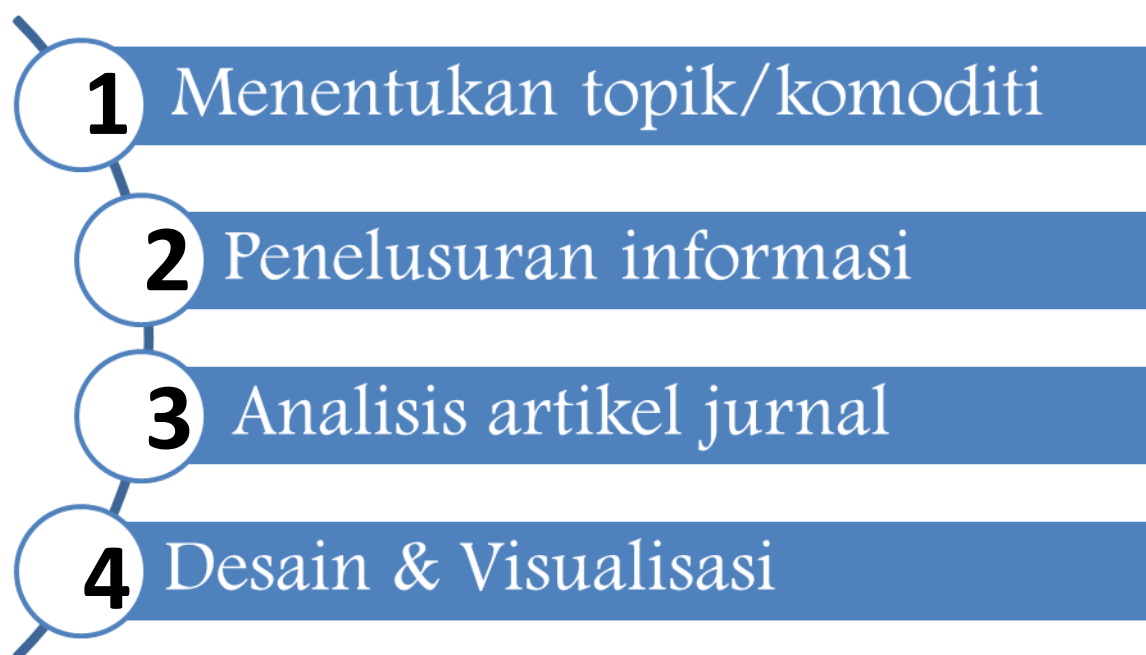 1 Menentukan topik/komoditi
2 Penelusuran informasi
3 Analisis artikel jurnal
4 Desain & Visualisasi